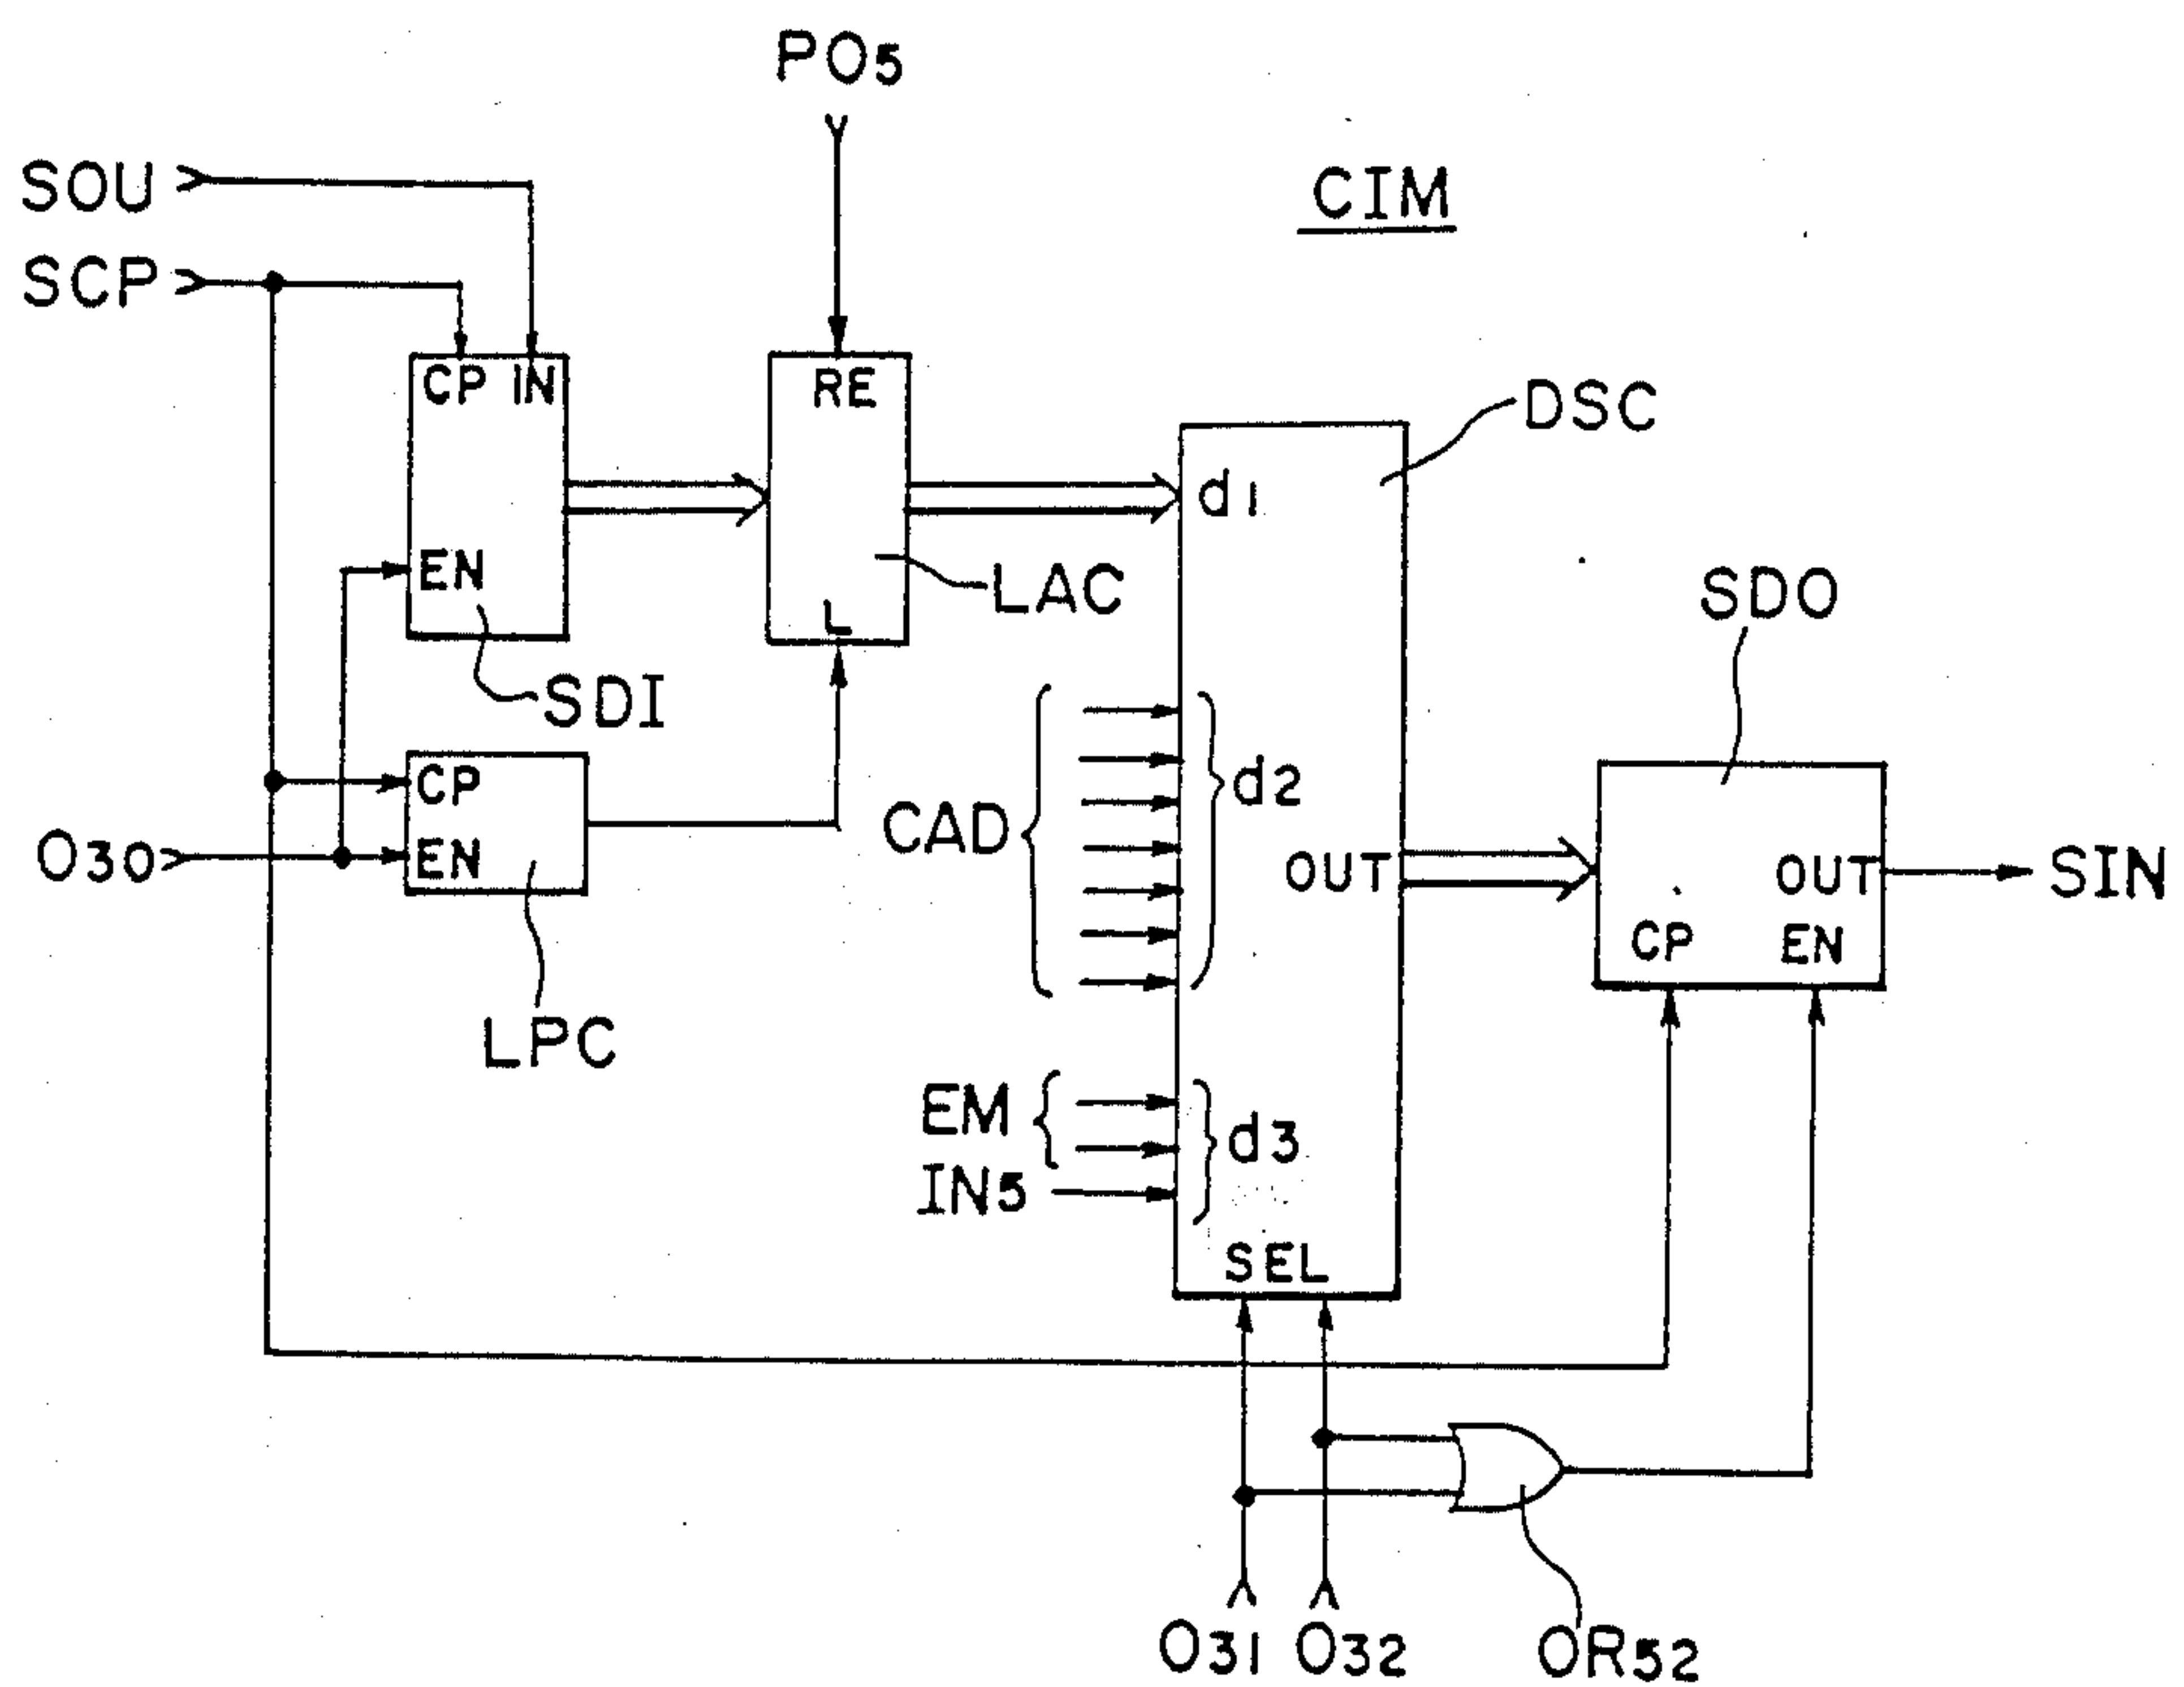 PO5
SOU
CIM
SCP
CP IN
RE
DSC
d1
EN
LAC
L
SDO
SDI
CP
d2
CAD
O30
EN
OUT
OUT
SIN
CP
EN
LPC
EM
d3
IN5
SEL
O31
O32
OR52